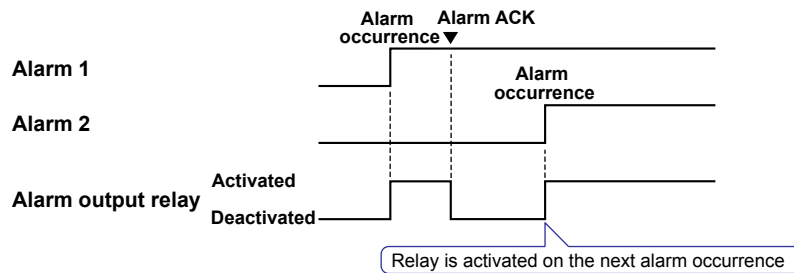 Alarm
occurrence
Alarm ACK
Alarm 1
Alarm
occurrence
Alarm 2
Alarm output relay
Activated
Deactivated
Relay is activated on the next alarm occurrence